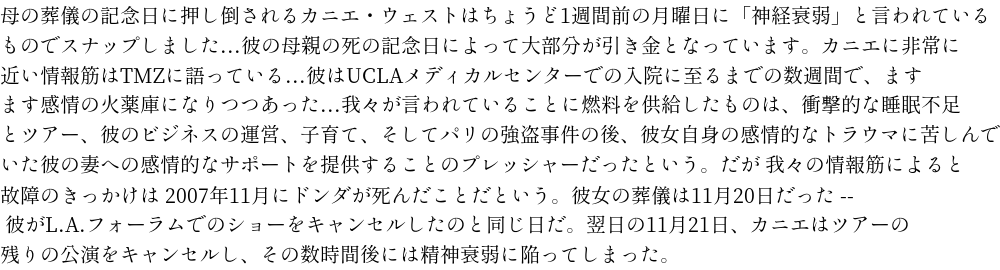 母の葬儀の記念日に押し倒されるカニエ・ウェストはちょうど1週間前の月曜日に「神経衰弱」と言われている
ものでスナップしました...彼の母親の死の記念日によって大部分が引き金となっています。カニエに非常に
近い情報筋はTMZに語っている...彼はUCLAメディカルセンターでの入院に至るまでの数週間で、ます
ます感情の火薬庫になりつつあった...我々が言われていることに燃料を供給したものは、衝撃的な睡眠不足
とツアー、彼のビジネスの運営、子育て、そしてパリの強盗事件の後、彼女自身の感情的なトラウマに苦しんで
いた彼の妻への感情的なサポートを提供することのプレッシャーだったという。だが 我々の情報筋によると
故障のきっかけは 2007年11月にドンダが死んだことだという。彼女の葬儀は11月20日だった --
彼がL.A.フォーラムでのショーをキャンセルしたのと同じ日だ。翌日の11月21日、カニエはツアーの
残りの公演をキャンセルし、その数時間後には精神衰弱に陥ってしまった。